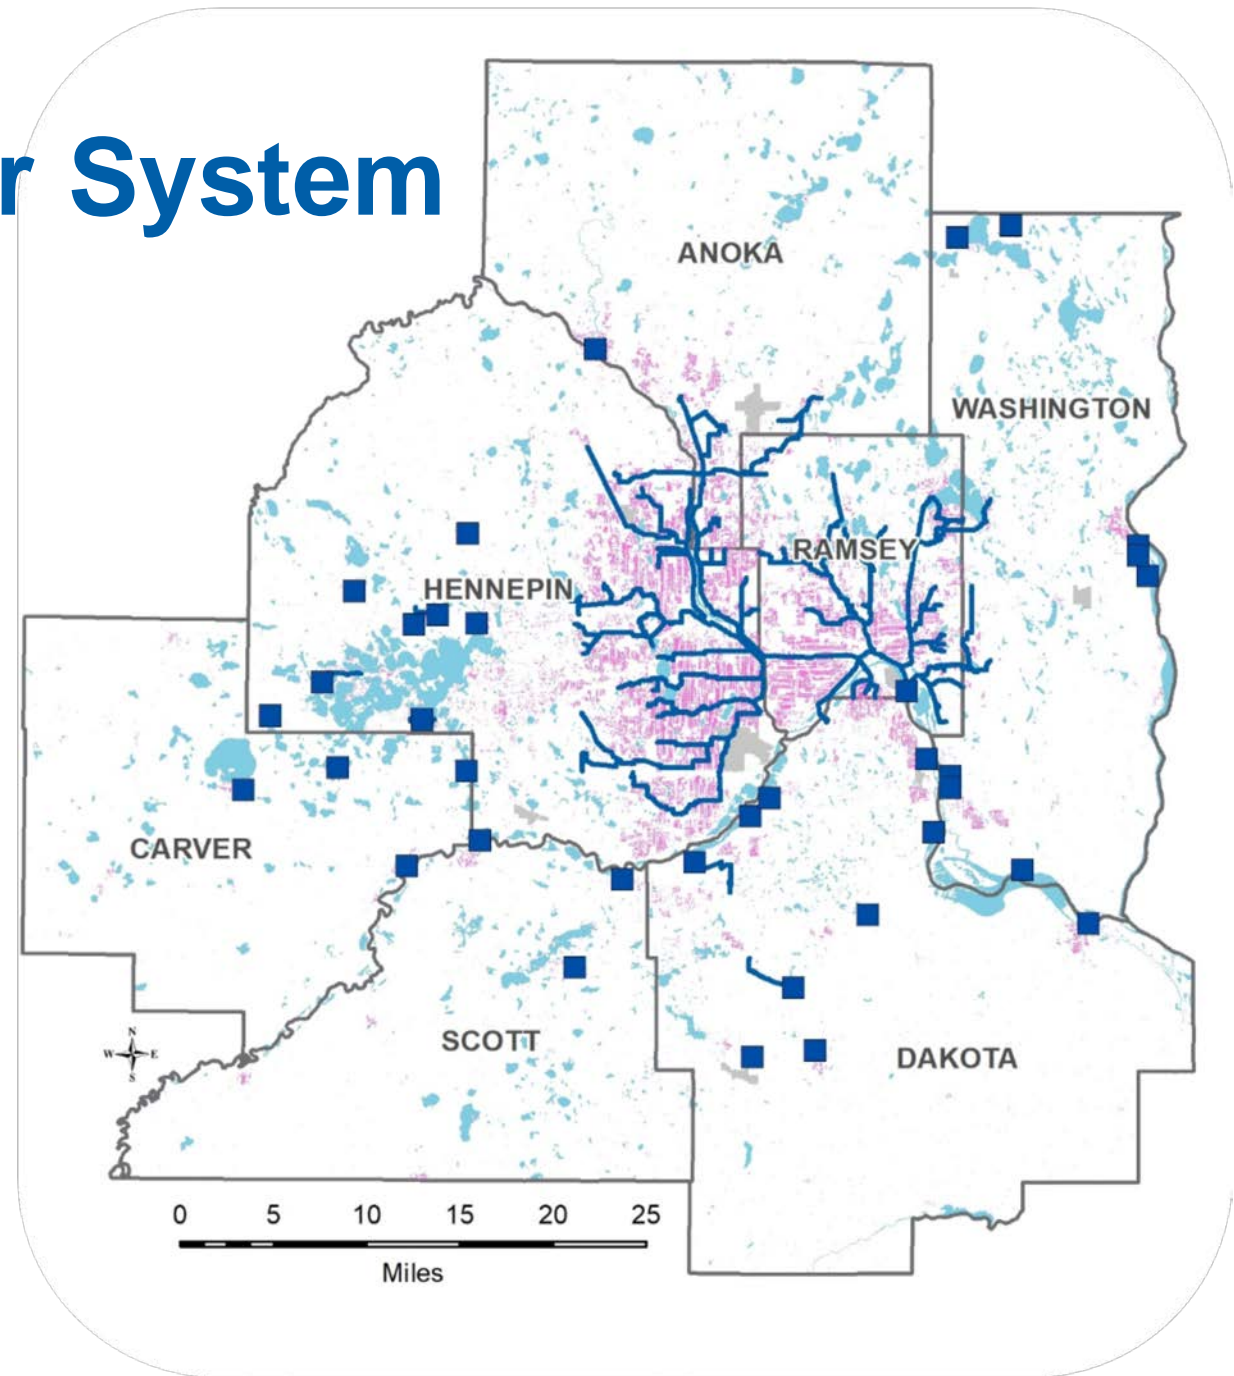 r System
ANOKA
WASHINGTON
RAMSEY
HENNEPIN
CARVER
SCOTT
DAKOTA
N
W E
S
0 5 10 15 20 25
Miles